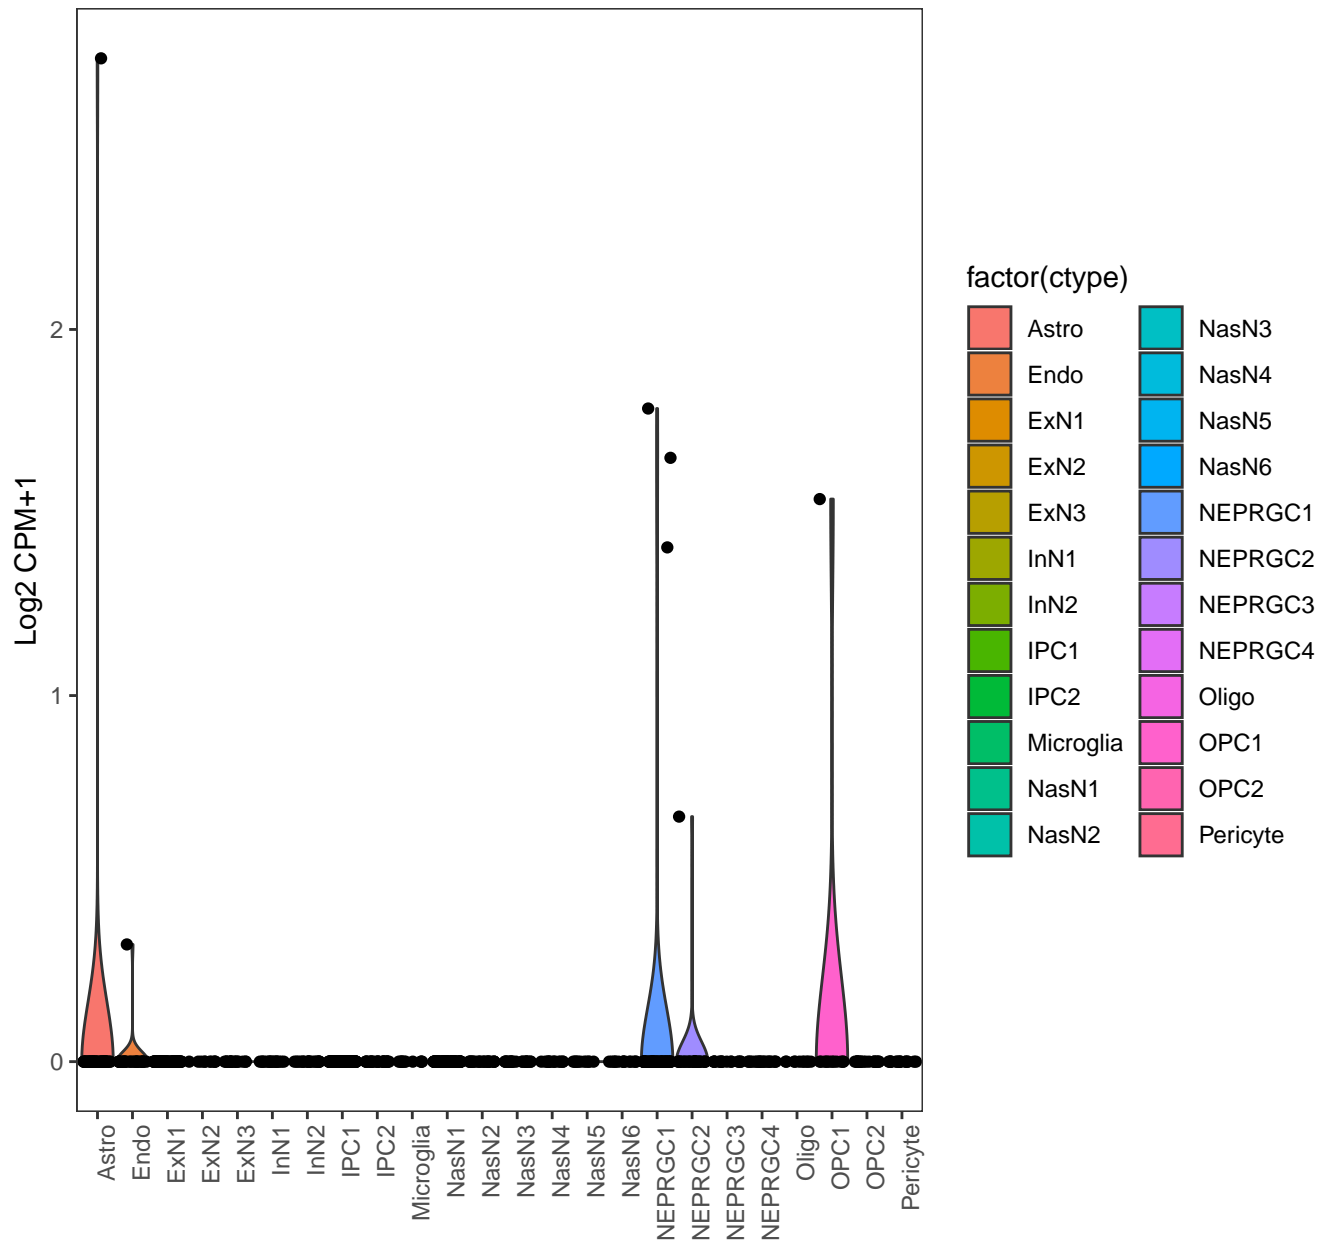 Log2 CPM+1
2
1
0
Astro
Endo
ExN1
ExN2
ExN3
InN1
InN2
IPC1
IPC2
Microglia
NasN1
NasN2
NasN3
NasN4
NasN5
NasN6
NEPRGC1
NEPRGC2
NEPRGC3
NEPRGC4
Oligo
OPC1
OPC2
Pericyte
factor(ctype)
Astro
Endo
ExN1
ExN2
ExN3
InN1
InN2
IPC1
IPC2
Microglia
NasN1
NasN2
NasN3
NasN4
NasN5
NasN6
NEPRGC1
NEPRGC2
NEPRGC3
NEPRGC4
Oligo
OPC1
OPC2
Pericyte